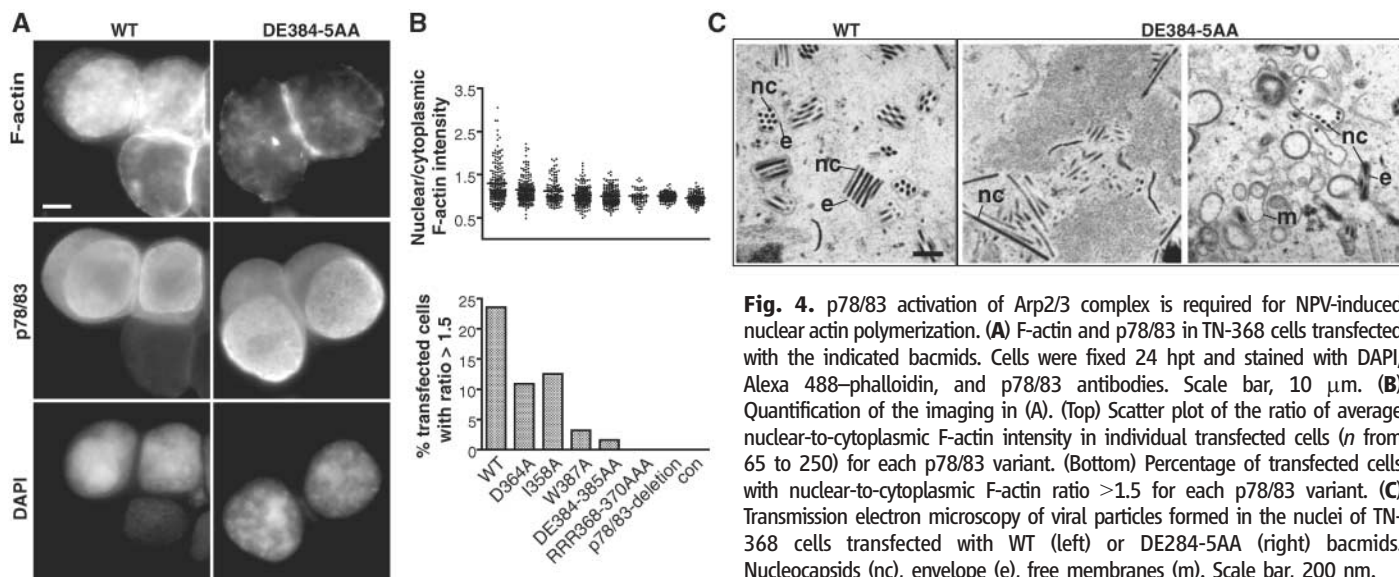 A
WT
DE384-5AA
F-actin
p78/83
DAPI
B
Nuclear/cytoplasmic
F-actin intensity
3.5
2.5
1.5
1.0
0.5
% transfected cells
with ratio > 1.5
25
20
15
10
5
0
WT
D364A
I358A
W387A
DE384-385AA
RRR368-370AAA
p78/83-deletion
con
C
WT
DE384-5AA
nc
e
nc
e
nc
nc
m
nc
e
Fig. 4. p78/83 activation of Arp2/3 complex is required for NPV-induced
nuclear actin polymerization. (A) F-actin and p78/83 in TN-368 cells transfected
with the indicated bacmids. Cells were fixed 24 hpt and stained with DAPI,
Alexa 488–phalloidin, and p78/83 antibodies. Scale bar, 10 μm. (B)
Quantification of the imaging in (A). (Top) Scatter plot of the ratio of average
nuclear-to-cytoplasmic F-actin intensity in individual transfected cells (n from
65 to 250) for each p78/83 variant. (Bottom) Percentage of transfected cells
with nuclear-to-cytoplasmic F-actin ratio >1.5 for each p78/83 variant. (C)
Transmission electron microscopy of viral particles formed in the nuclei of TN-
368 cells transfected with WT (left) or DE284-5AA (right) bacmids.
Nucleocapsids (nc), envelope (e), free membranes (m). Scale bar, 200 nm.